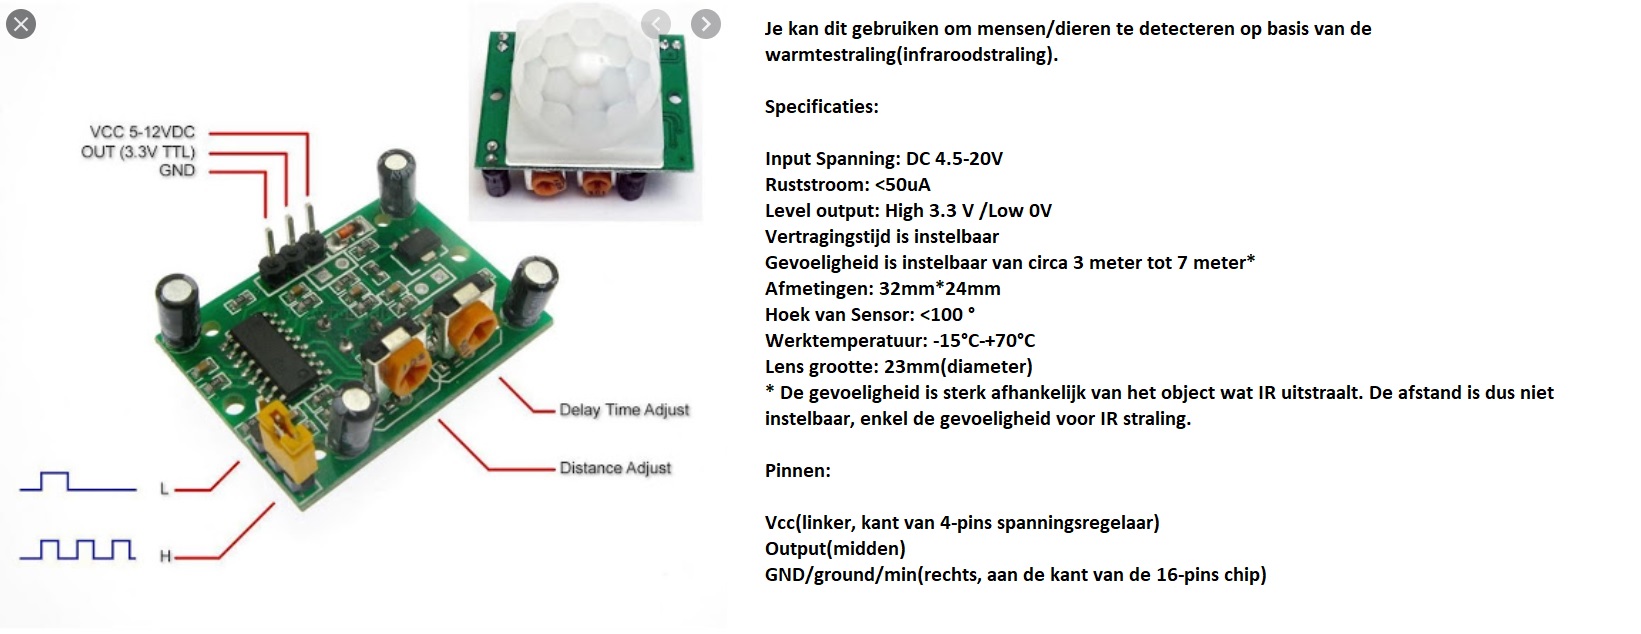 VCC 5-12VDC
OUT (3.3V TTL)
GND
Delay Time Adjust
Distance Adjust
L
H
Je kan dit gebruiken om mensen/dieren te detecteren op basis van de
warmtestraling(infraroodstraling).
Specificaties:
Input Spanning: DC 4.5-20V
Ruststroom: <50uA
Level output: High 3.3 V /Low 0V
Vertragingstijd is instelbaar
Gevoeligheid is instelbaar van circa 3 meter tot 7 meter*
Afmetingen: 32mm*24mm
Hoek van Sensor: <100 °
Werktemperatuur: -15°C-+70°C
Lens grootte: 23mm(diameter)
* De gevoeligheid is sterk afhankelijk van het object wat IR uitstraalt. De afstand is dus niet
instelbaar, enkel de gevoeligheid voor IR straling.
Pinnen:
Vcc(linker, kant van 4-pins spanningsregelaar)
Output(midden)
GND/ground/min(rechts, aan de kant van de 16-pins chip)